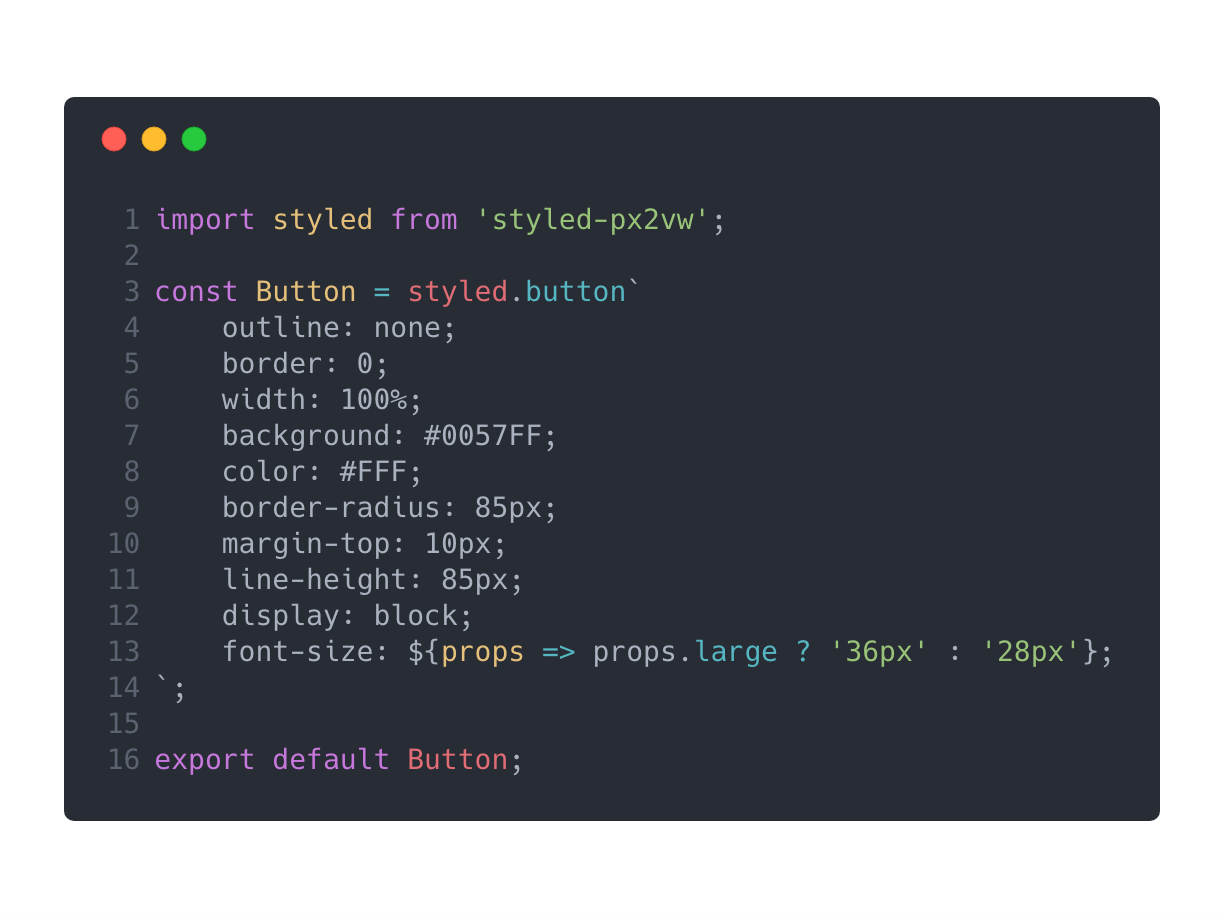 1 import styled from 'styled-px2vw';
2
3 const Button = styled.button`
4     outline: none;
5     border: 0;
6     width: 100%;
7     background: #0057FF;
8     color: #FFF;
9     border-radius: 85px;
10     margin-top: 10px;
11     line-height: 85px;
12     display: block;
13     font-size: ${props => props.large ? '36px' : '28px'};
14 `;
15
16 export default Button;